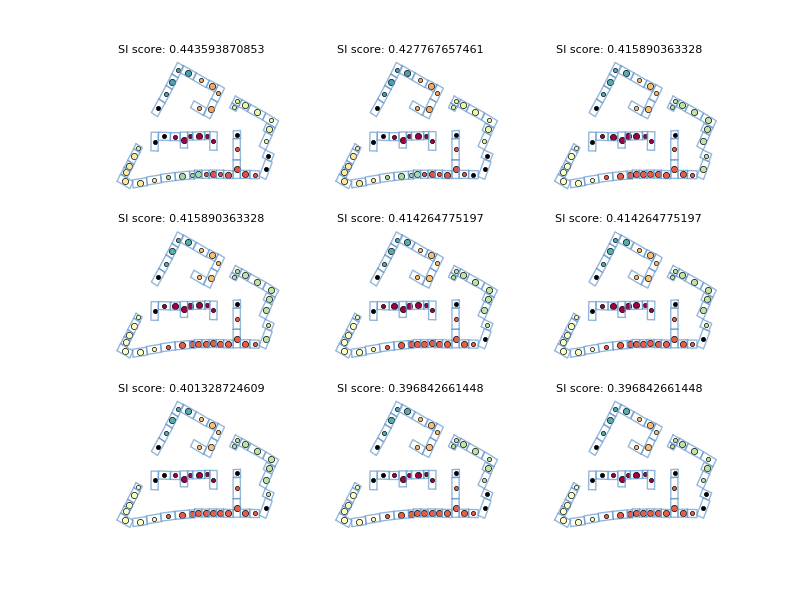 SI score: 0.443593870853
SI score: 0.427767657461
SI score: 0.415890363328
SI score: 0.415890363328
SI score: 0.414264775197
SI score: 0.414264775197
SI score: 0.401328724609
SI score: 0.396842661448
SI score: 0.396842661448